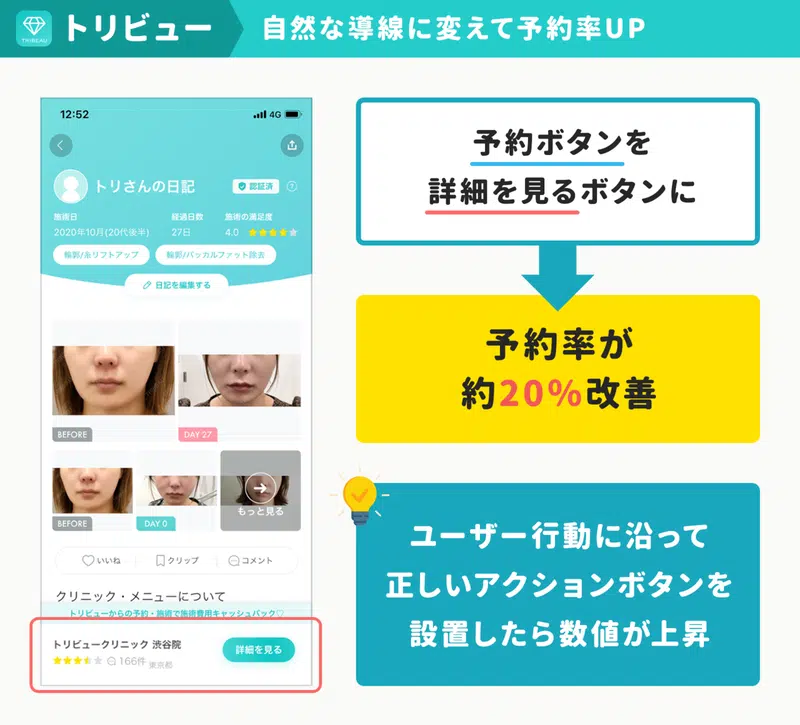 TRIBEAU
トリビュー
自然な導線に変えて予約率UP
12:52
4G
トリさんの日記
認証済
?
施術日
経過日数
施術の満足度
2020年10月(20代後半)
27日
4.0
輪郭/糸リフトアップ
輪郭/バッカルファット除去
日記を編集する
BEFORE
DAY 27
BEFORE
DAY 0
もっと見る
いいね
クリップ
コメント
クリニック・メニューについて
トリビューからの予約・施術で施術費用キャッシュバック♡
トリビュークリニック 渋谷院
166件
東京都
詳細を見る
予約ボタンを
詳細を見るボタンに
予約率が
約20%改善
ユーザー行動に沿って
正しいアクションボタンを
設置したら数値が上昇